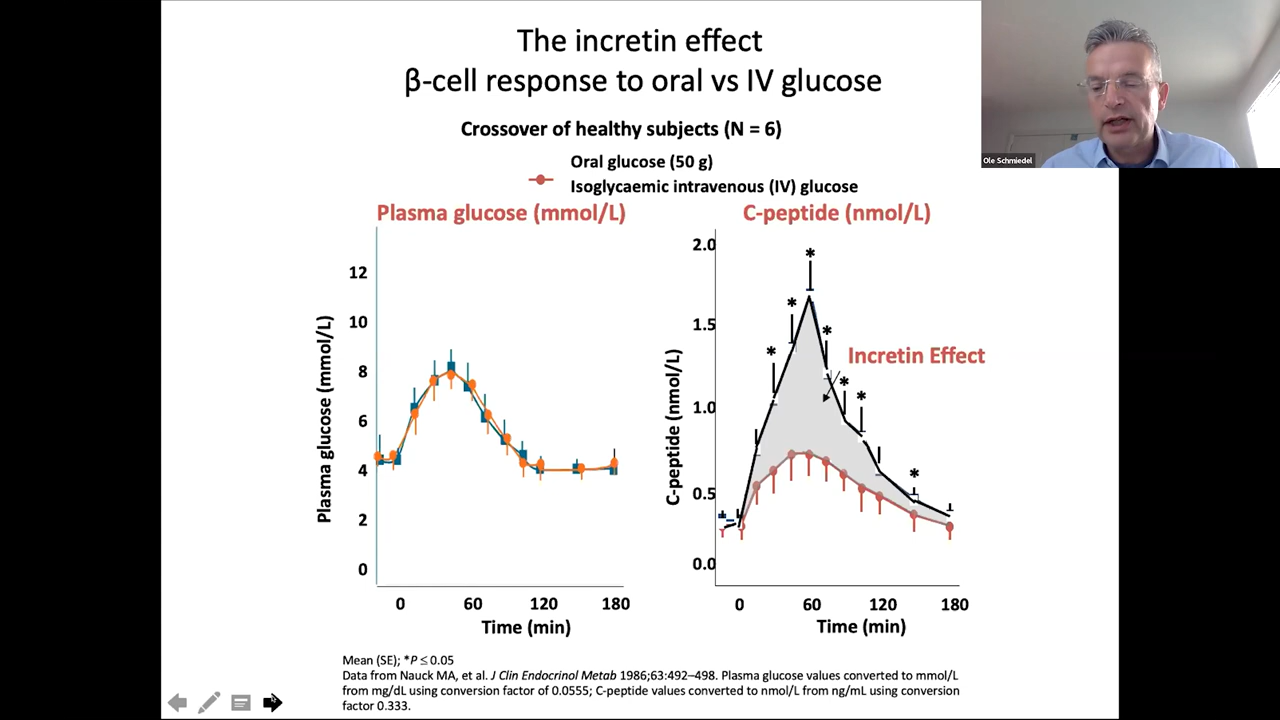 The incretin effect
β-cell response to oral vs IV glucose
Ole Schmiedel
Crossover of healthy subjects (N = 6)
Oral glucose (50 g)
Isoglycaemic intravenous (IV) glucose
Plasma glucose (mmol/L)
Plasma glucose (mmol/L)
12
10
8
6
4
2
0
0 60 120 180
Time (min)
C-peptide (nmol/L)
C-peptide (nmol/L)
2.0
1.5
1.0
0.5
0.0
* * * * * * *
Incretin Effect
0 60 120 180
Time (min)
Mean (SE); *P ≤ 0.05
Data from Nauck MA, et al. J Clin Endocrinol Metab 1986;63:492–498. Plasma glucose values converted to mmol/L
from mg/dL using conversion factor of 0.0555; C-peptide values converted to nmol/L from ng/mL using conversion
factor 0.333.